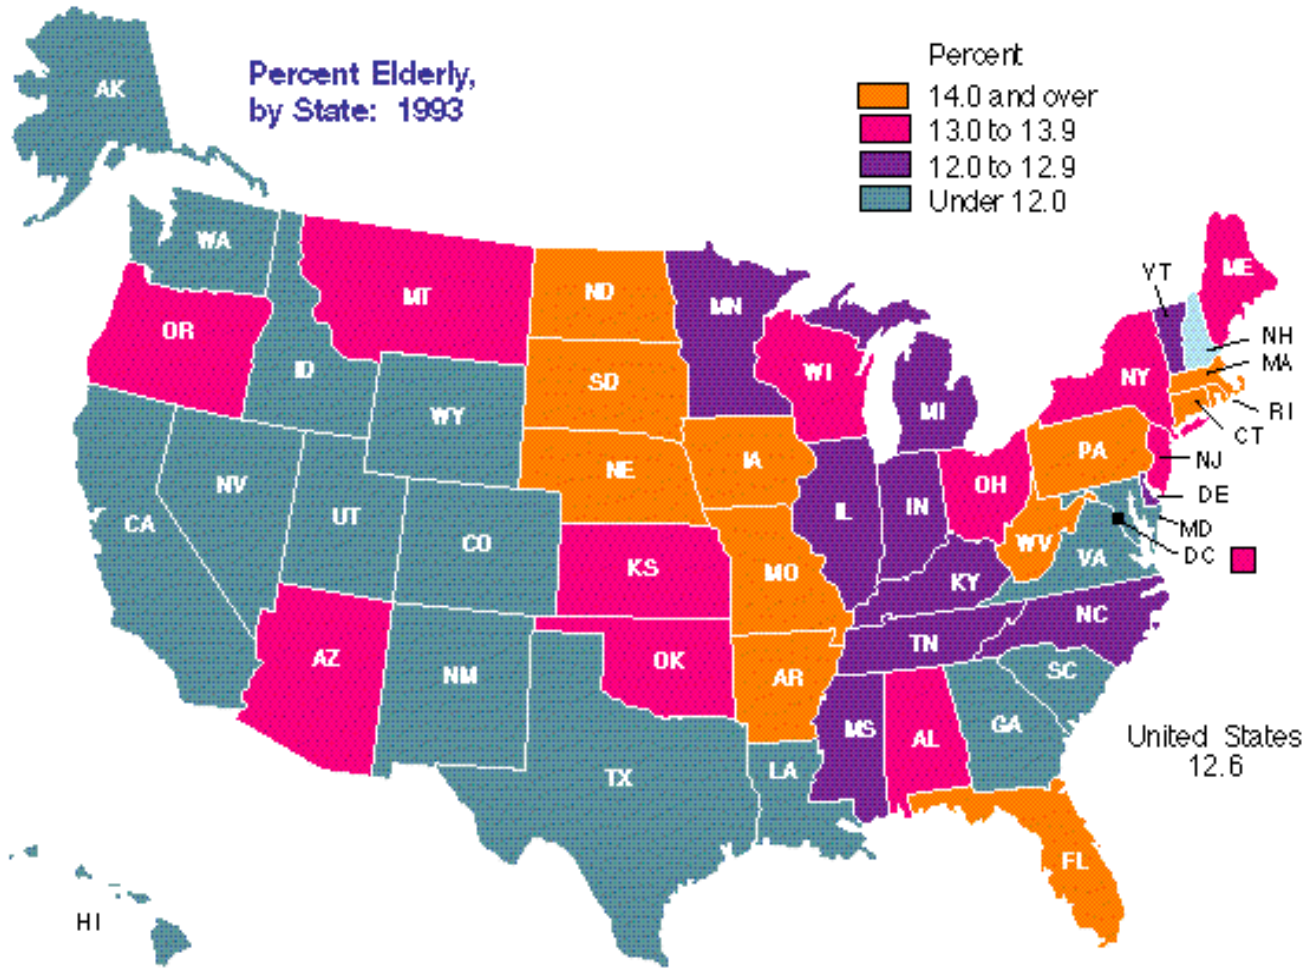 AK
Percent Elderly,
by State: 1993
Percent
14.0 and over
13.0 to 13.9
12.0 to 12.9
Under 12.0
WA
MT
ND
MN
VT
ME
OR
ID
WY
SD
WI
MI
NY
NH
MA
RI
CT
NV
UT
CA
CO
NE
IA
IL
IN
OH
PA
NJ
DE
MD
DC
WV
VA
KS
MO
KY
NC
AZ
NM
OK
AR
TN
SC
MS
AL
GA
TX
LA
FL
United States
12.6
HI